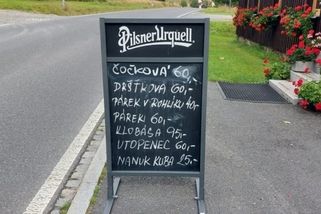 Pilsner Urquell
ČOČKOVÁ 60,-
DRŠŤKOVÁ 60,-
PÁREK V ROHLÍKU 40,-
PÁREK 60,-
KLOBÁSA 95,-
UTOPENEC 60,-
NANUK KUBA 25,-